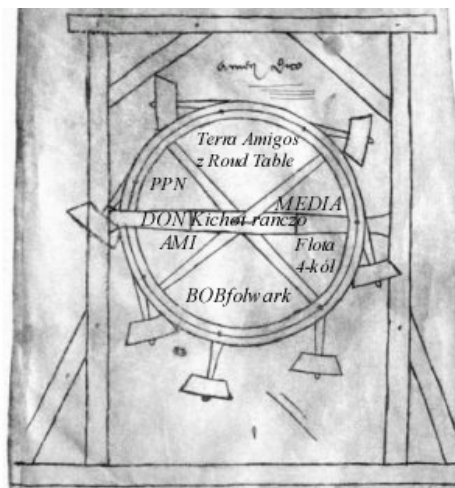 Terra Amigos
z Roud Table
PPN
MEDIA
DON Kichot ranczo
AMI
Flota
4-kół
BOBfolwark